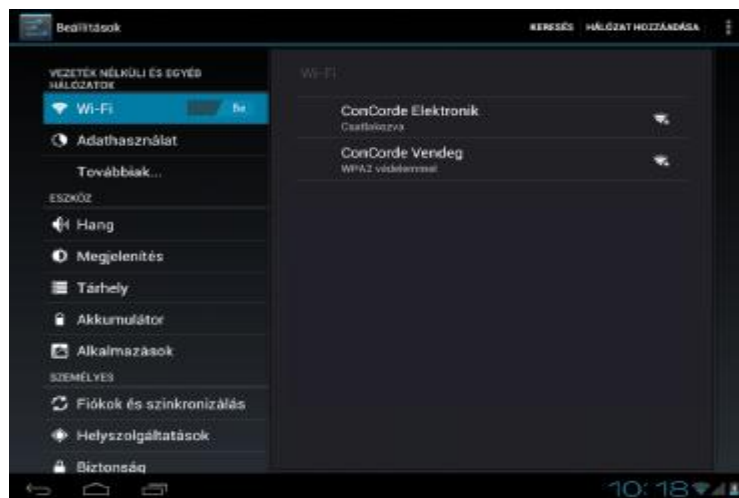 Beállítások
KERESÉS HÁLÓZAT HOZZÁADÁSA
VEZETÉK NÉLKÜLI ÉS EGYÉB
HÁLÓZATOK
Wi-Fi Be
Adathasználat
Továbbiak...
ESZKÖZ
Hang
Megjelenítés
Tárhely
Akkumulátor
Alkalmazások
SZEMÉLYES
Fiókok és szinkronizálás
Helyszolgáltatások
Biztonság
Wi-Fi
ConCorde Elektronik
Csatlakozva
ConCorde Vendeg
WPA2 védelemmel
10:18